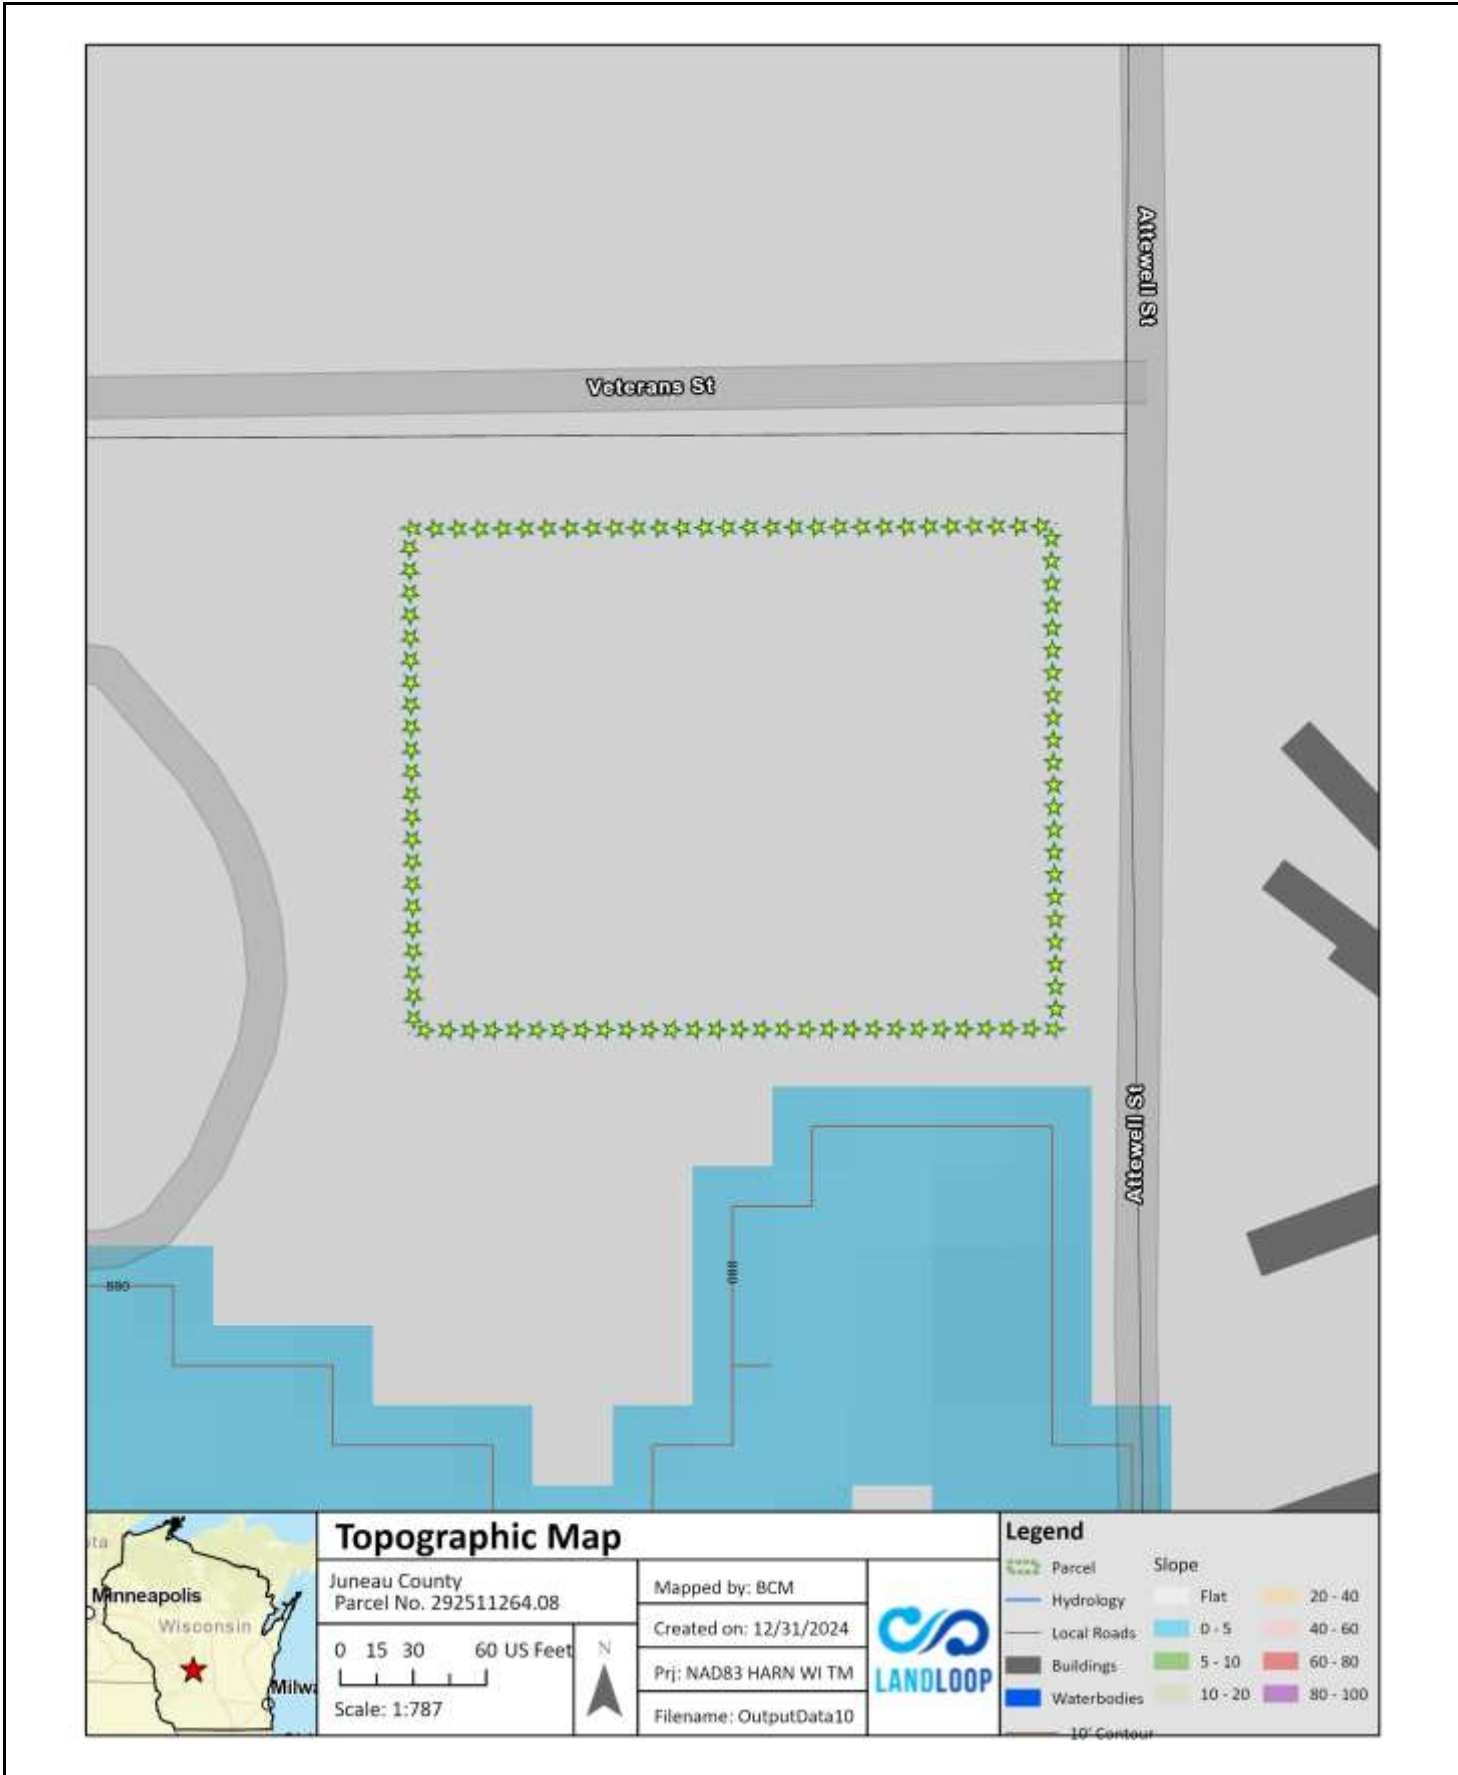 Attewell St
Veterans St
Attewell St
880
880
Topographic Map
Juneau County
Parcel No. 292511264.08
0 15 30 60 US Feet
Scale: 1:787
N
Mapped by: BCM
Created on: 12/31/2024
Prj: NAD83 HARN WI TM
Filename: OutputData10
LANDLOOP
Minneapolis
Wisconsin
Milwa
ota
Legend
Parcel
Hydrology
Local Roads
Buildings
Waterbodies
10' Contour
Slope
Flat
0 - 5
5 - 10
10 - 20
20 - 40
40 - 60
60 - 80
80 - 100